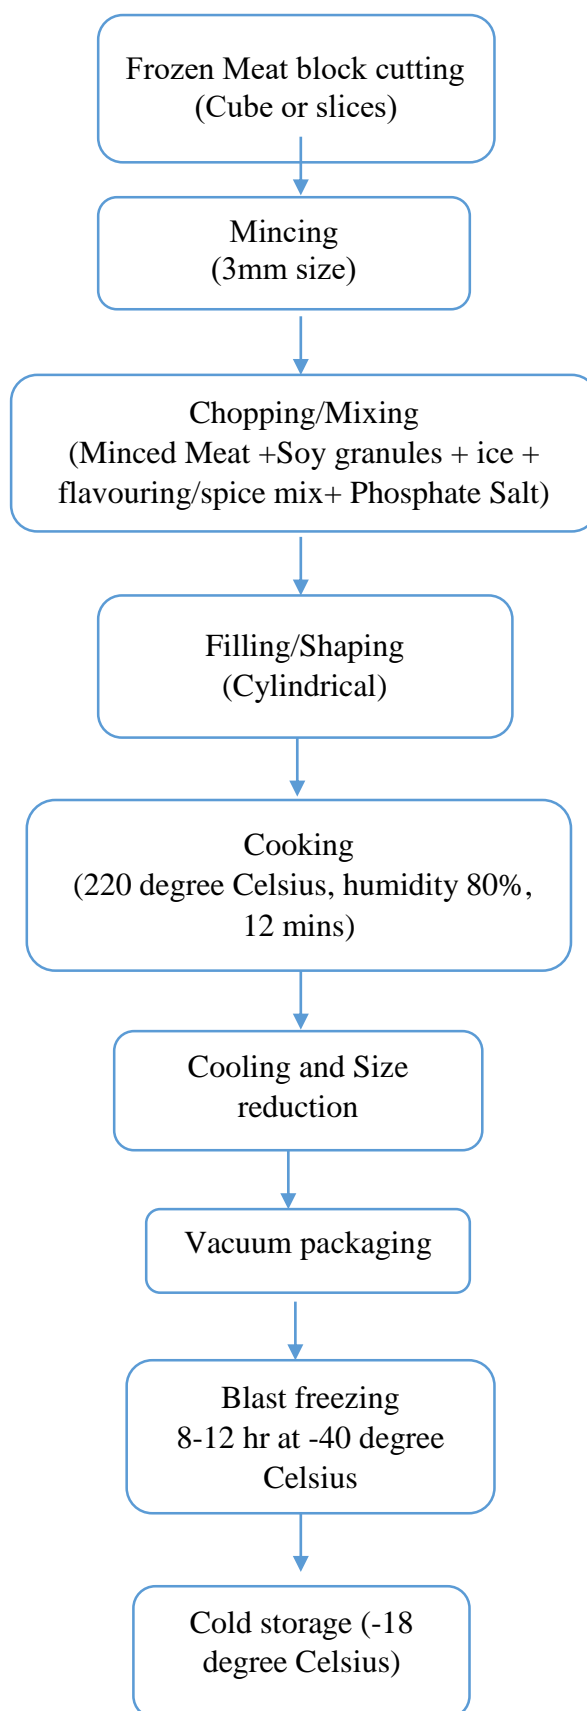 Frozen Meat block cutting
(Cube or slices)
Mincing
(3mm size)
Chopping/Mixing
(Minced Meat +Soy granules + ice +
flavouring/spice mix+ Phosphate Salt)
Filling/Shaping
(Cylindrical)
Cooking
(220 degree Celsius, humidity 80%,
12 mins)
Cooling and Size
reduction
Vacuum packaging
Blast freezing
8-12 hr at -40 degree
Celsius
Cold storage (-18
degree Celsius)